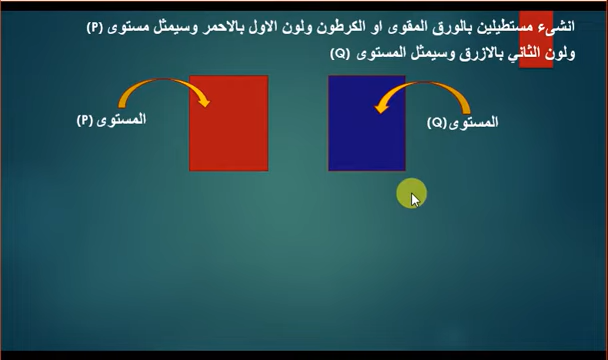 انشىء مستطيلين بالورق المقوى او الكرطون ولون الاول بالاحمر وسيمثل مستوى (P)
ولون الثاني بالازرق وسيمثل المستوى (Q)
المستوى (P)
المستوى (Q)